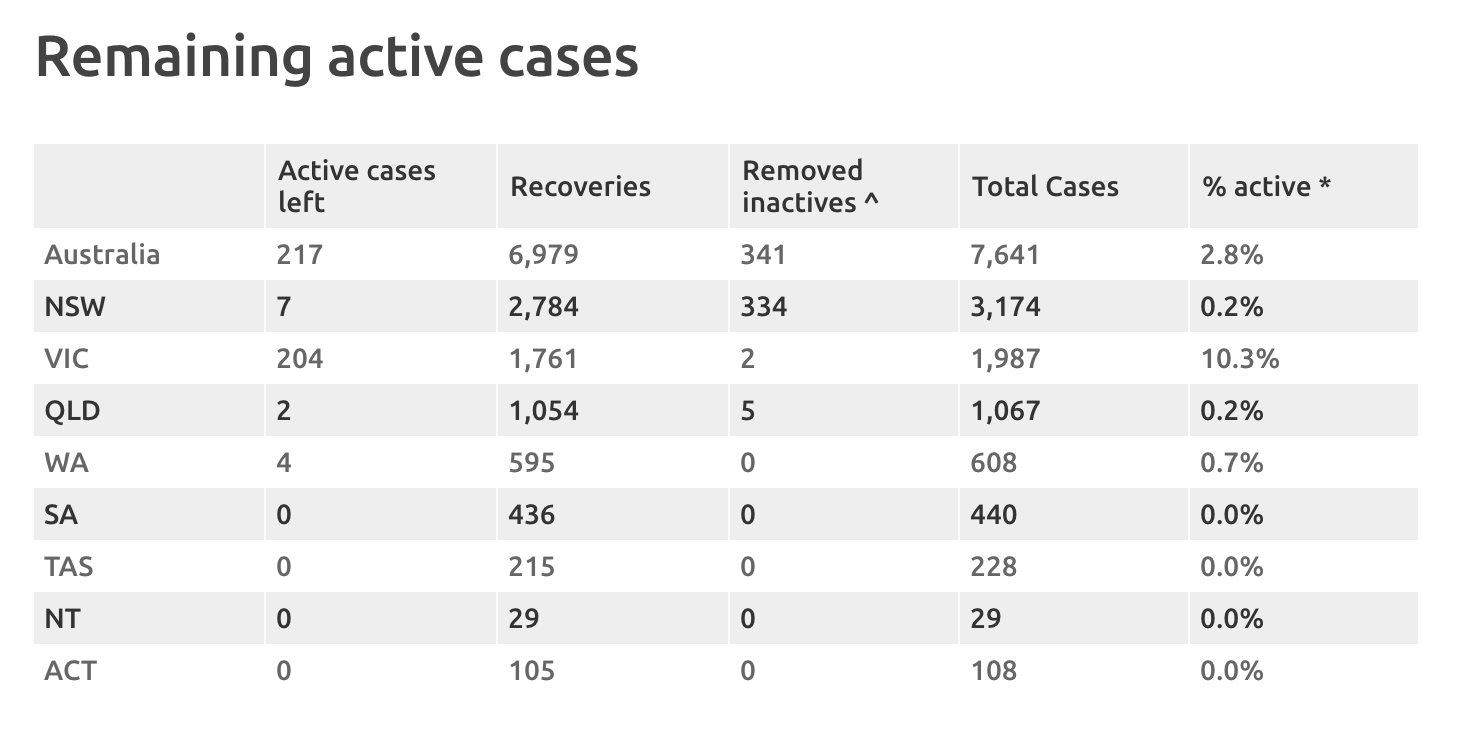 Remaining active cases
Active cases left Recoveries Removed inactives ^ Total Cases % active *
Australia 217 6,979 341 7,641 2.8%
NSW 7 2,784 334 3,174 0.2%
VIC 204 1,761 2 1,987 10.3%
QLD 2 1,054 5 1,067 0.2%
WA 4 595 0 608 0.7%
SA 0 436 0 440 0.0%
TAS 0 215 0 228 0.0%
NT 0 29 0 29 0.0%
ACT 0 105 0 108 0.0%